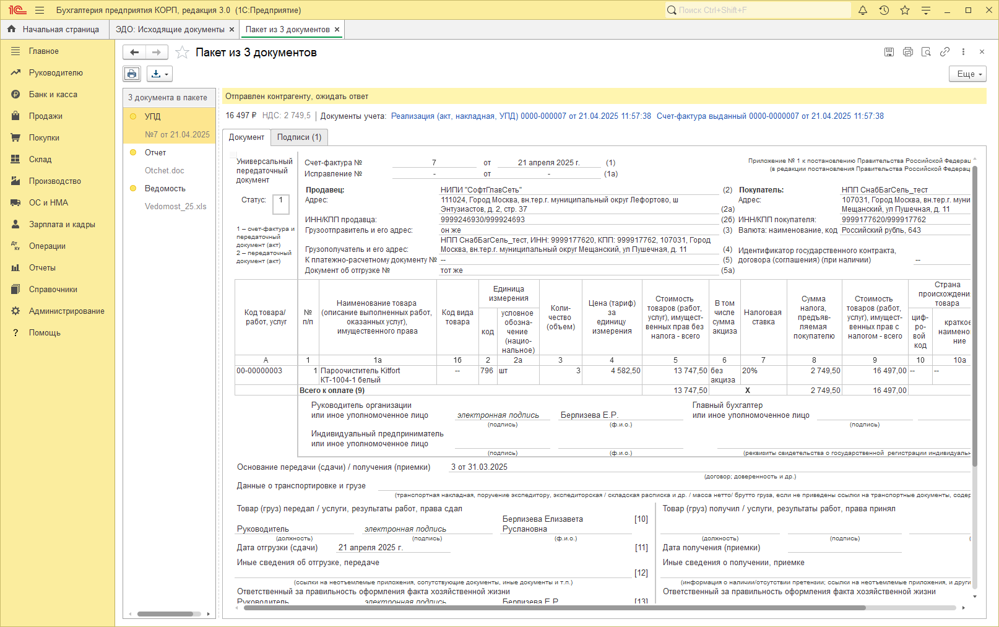 Бухгалтерия предприятия КОРП, редакция 3.0 (1С:Предприятие)
Поиск Ctrl+Shift+F
Начальная страница
ЭДО: Исходящие документы ×
Пакет из 3 документов ×
Главное
Руководителю
Банк и касса
Продажи
Покупки
Склад
Производство
ОС и НМА
Зарплата и кадры
Операции
Отчеты
Справочники
Администрирование
? Помощь
Пакет из 3 документов
Еще
3 документа в пакете
УПД
№7 от 21.04.2025
Отчет
Otchet.doc
Ведомость
Vedomost_25.xls
Отправлен контрагенту, ожидать ответ
16 497 ₽ НДС: 2 749,5 | Документы учета: Реализация (акт, накладная, УПД) 0000-000007 от 21.04.2025 11:57:38 Счет-фактура выданный 0000-0000007 от 21.04.2025 11:57:38
Документ
Подписи (1)
Универсальный
передаточный
документ
Статус: 1
1 – счет-фактура и
передаточный
документ (акт)
2 – передаточный
документ (акт)
Счет-фактура № 7 от 21 апреля 2025 г. (1)
Исправление № - от - (1а)
Приложение № 1 к постановлению Правительства Российской Федерац
(в редакции постановления Правительства Российской Федерац
Продавец: НИПИ "СофтГлавСеть" (2)
Адрес: 111024, Город Москва, вн.тер.г. муниципальный округ Лефортово, ш
Энтузиастов, д. 2, стр. 37 (2а)
ИНН/КПП продавца: 9999246930/999924693 (2б)
Грузоотправитель и его адрес: он же (3)
НПП СнабБагСель_тест, ИНН: 9999177620, КПП: 999917762, 107031, Город
Грузополучатель и его адрес: Москва, вн.тер.г. муниципальный округ Мещанский, ул Пушечная, д. 11 (4)
К платежно-расчетному документу № -- (5)
Документ об отгрузке № тот же (5а)
Покупатель: НПП СнабБагСель_тест
Адрес: 107031, Город Москва, вн.тер.г. муни
Мещанский, ул Пушечная, д. 11
ИНН/КПП покупателя: 9999177620/999917762
Валюта: наименование, код Российский рубль, 643
Идентификатор государственного контракта,
договора (соглашения) (при наличии) --
Код товара/
работ, услуг
№
п/п
Наименование товара
(описание выполненных работ,
оказанных услуг),
имущественного права
Код вида
товара
Единица
измерения
код
условное
обозна-
чение
(нацио-
нальное)
Коли-
чество
(объем)
Цена (тариф)
за
единицу
измерения
Стоимость
товаров (работ,
услуг), имущест-
венных прав без
налога - всего
В том
числе
сумма
акциза
Налоговая
ставка
Сумма
налога,
предъяв-
ляемая
покупателю
Стоимость
товаров (работ,
услуг), имущест-
венных прав с
налогом - всего
Страна
происхождени
товара
циф-
ро-
вой
код
краткое
наимено
ние
А 1 1а 1б 2 2а 3 4 5 6 7 8 9 10 10а
00-00000003 1 Пароочиститель Kitfort -- 796 шт 3 4 582,50 13 747,50 без 20% 2 749,50 16 497,00 -- --
КТ-1004-1 белый акциза
Всего к оплате (9) 13 747,50 X 2 749,50 16 497,00
Руководитель организации
или иное уполномоченное лицо электронная подпись Берлизева Е.Р.
(подпись) (ф.и.о.)
Главный бухгалтер
или иное уполномоченное лицо
(подпись)
Индивидуальный предприниматель
или иное уполномоченное лицо
(подпись) (ф.и.о.) (реквизиты свидетельства о государственной регистрации индивидуальн
Основание передачи (сдачи) / получения (приемки) 3 от 31.03.2025
(договор; доверенность и др.)
Данные о транспортировке и грузе
(транспортная накладная, поручение экспедитору, экспедиторская / складская расписка и др. / масса нетто/ брутто груза, если не приведены ссылки на транспортные документы, содер
Товар (груз) передал / услуги, результаты работ, права сдал
Берлизева Елизавета [10]
Руководитель электронная подпись Руслановна
(должность) (подпись) (ф.и.о.)
Дата отгрузки (сдачи) 21 апреля 2025 г. [11]
Иные сведения об отгрузке, передаче
[12]
(ссылки на неотъемлемые приложения, сопутствующие документы, иные документы и т.п.)
Ответственный за правильность оформления факта хозяйственной жизни
Руководитель электронная подпись Берлизева Е.Р. [13]
Товар (груз) получил / услуги, результаты работ, права принял
(должность) (подпись) (
Дата получения (приемки)
Иные сведения о получении, приемке
(информация о наличии/отсутствии претензии; ссылки на неотъемлемые приложения, и други
Ответственный за правильность оформления факта хозяйственной жизни